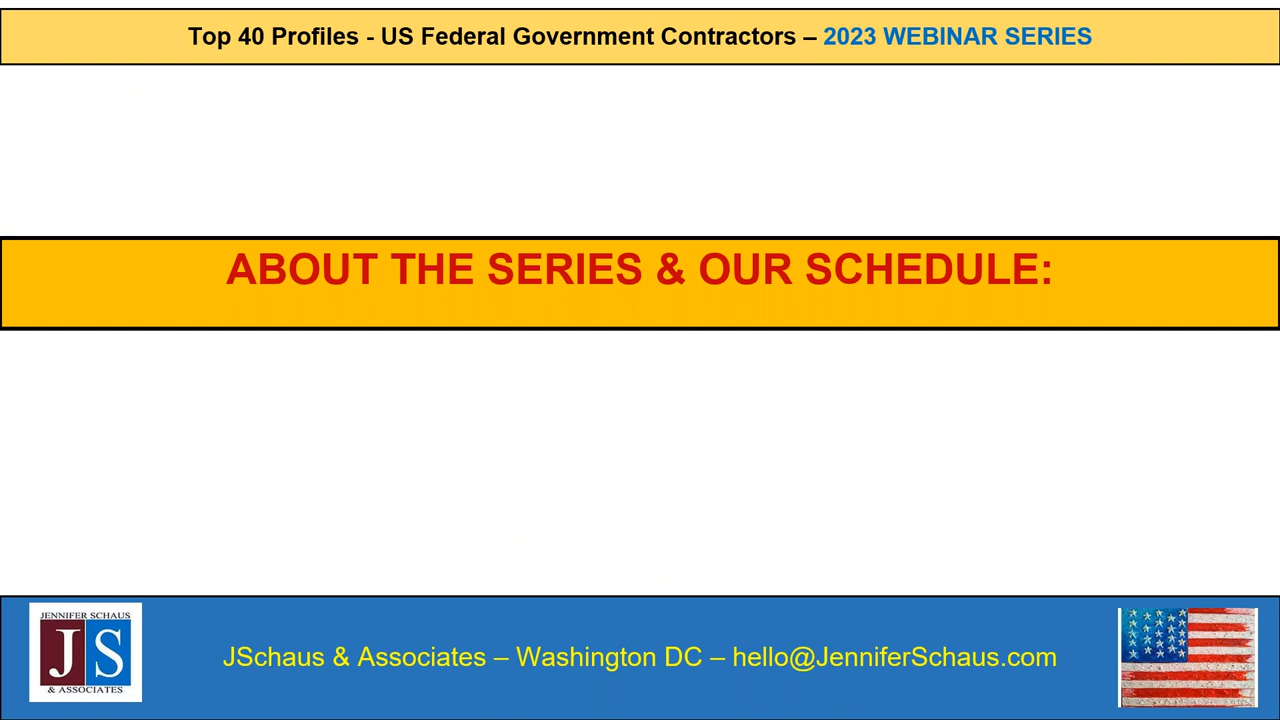 Top 40 Profiles - US Federal Government Contractors – 2023 WEBINAR SERIES
ABOUT THE SERIES & OUR SCHEDULE:
JENNIFER SCHAUS
JS
& ASSOCIATES
JSchaus & Associates – Washington DC – hello@JenniferSchaus.com